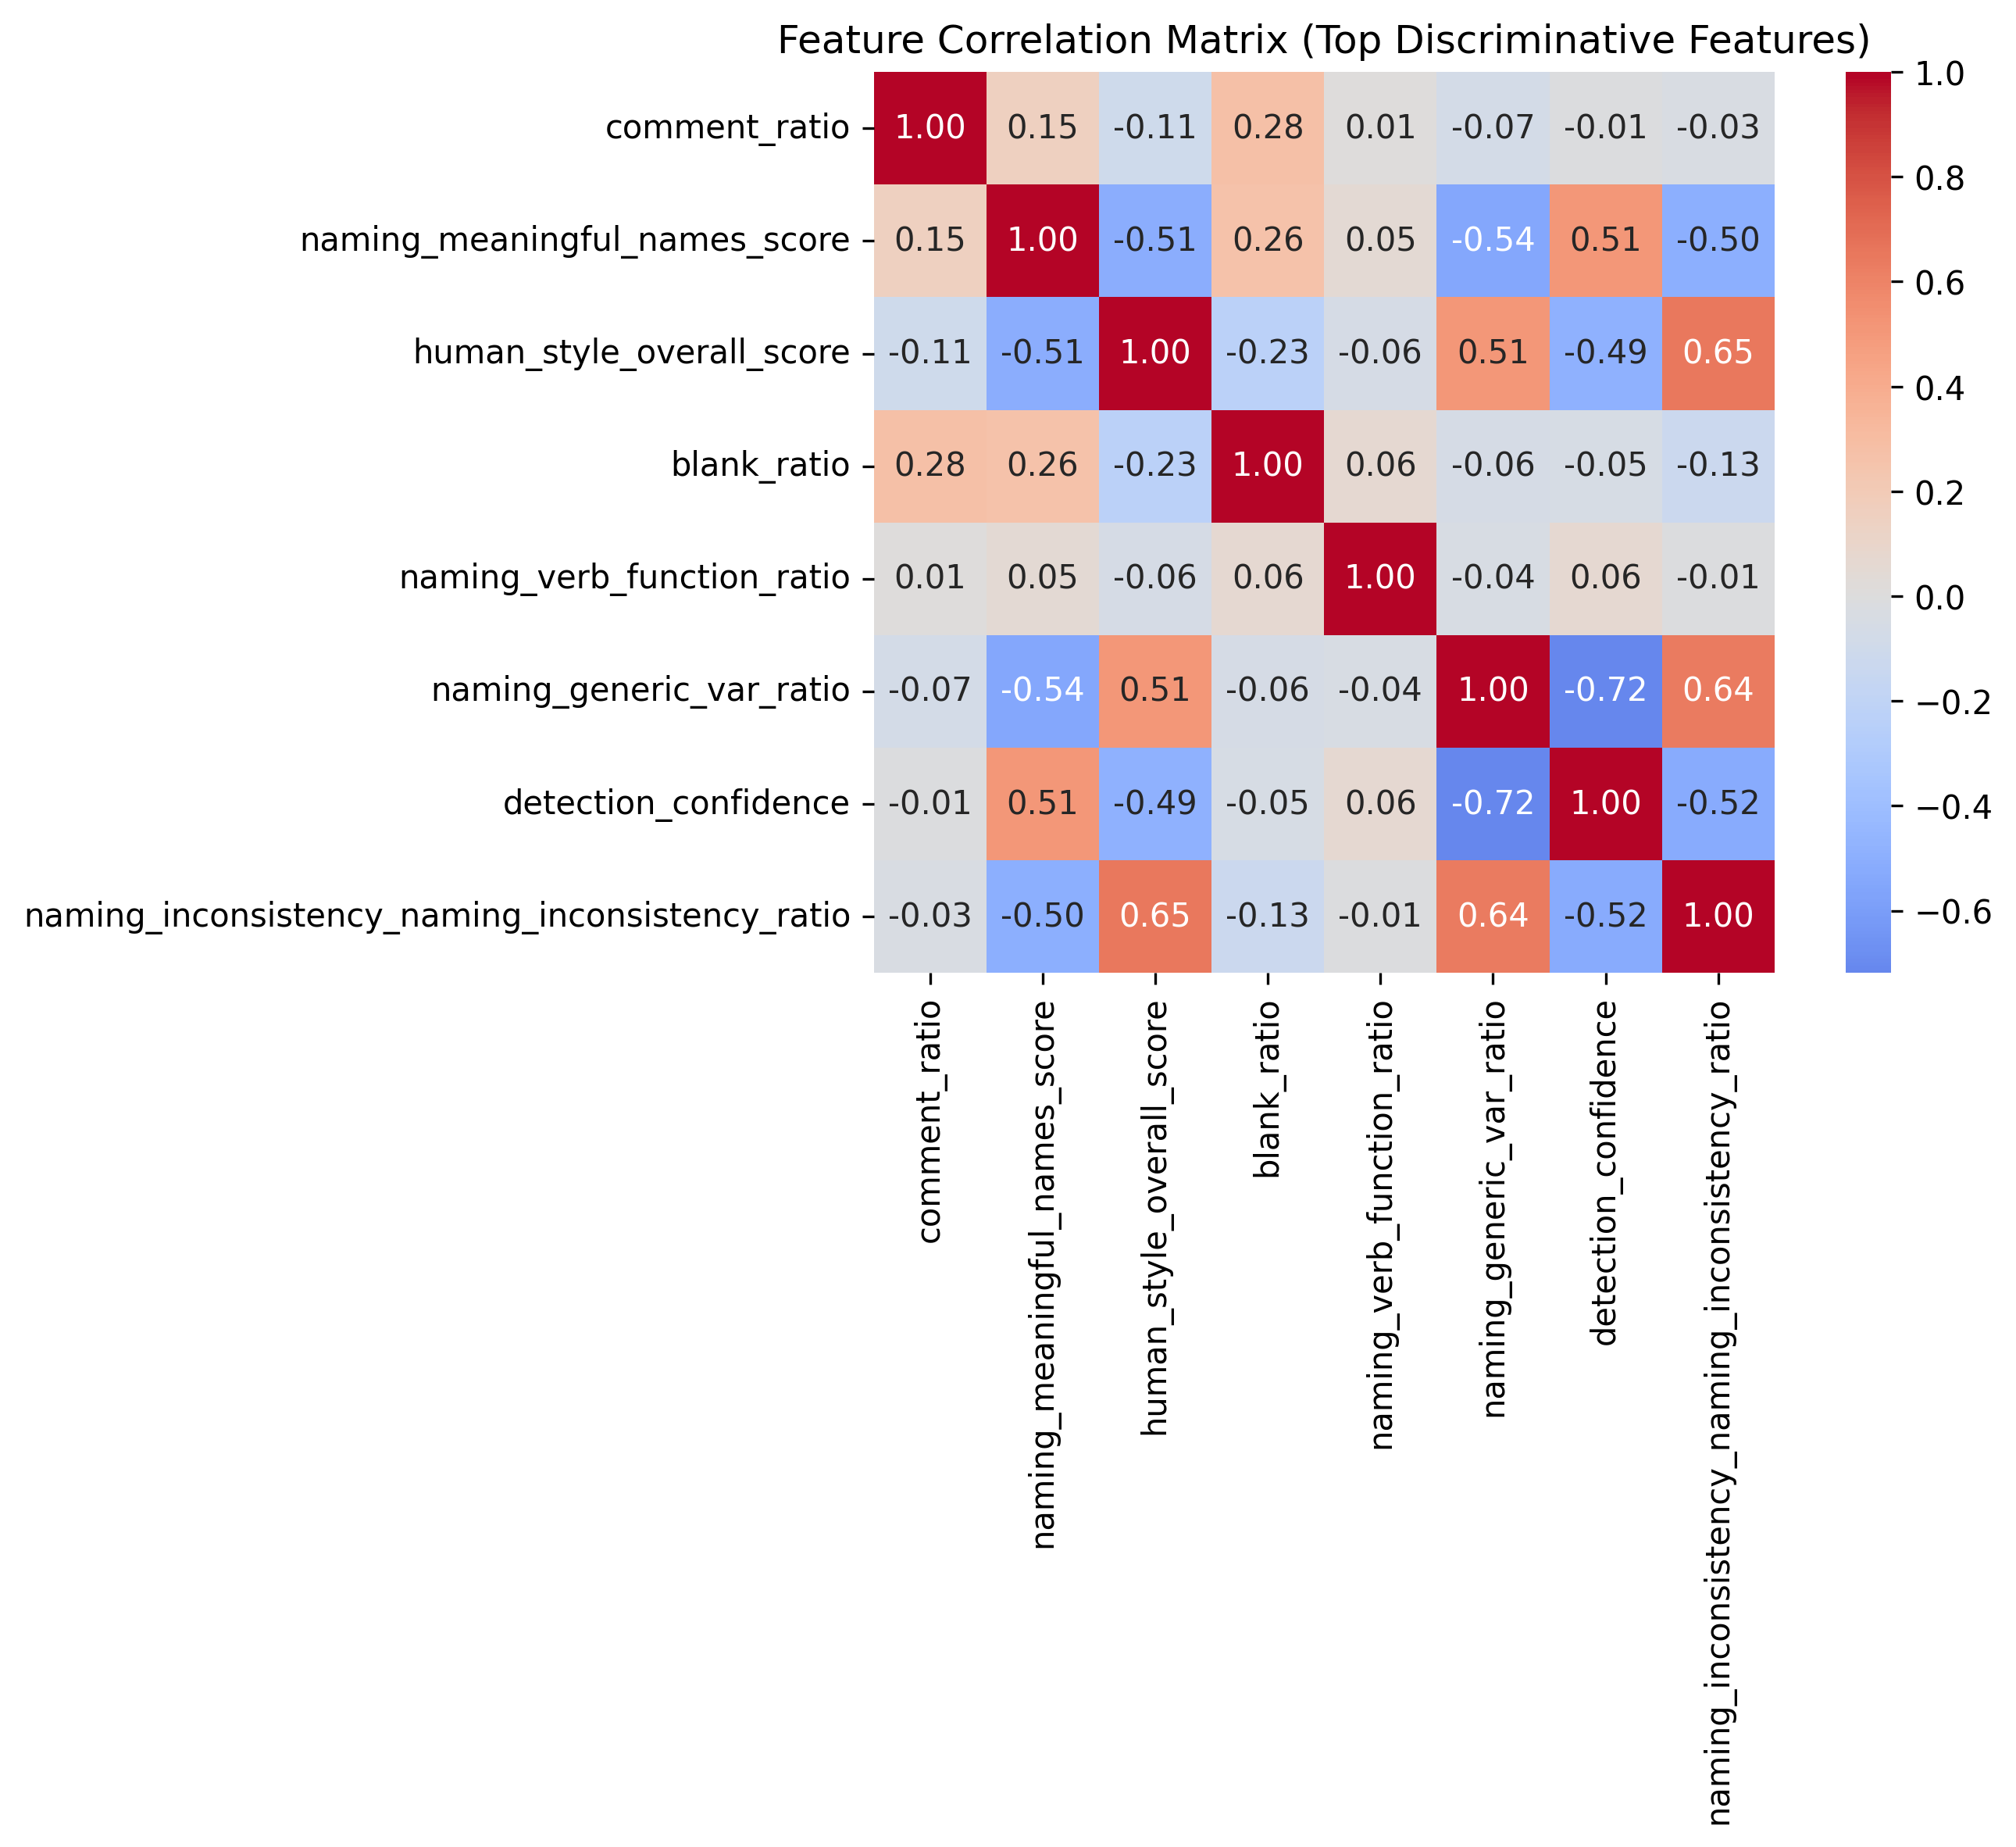 Feature Correlation Matrix (Top Discriminative Features)
comment_ratio 1.00 0.15 -0.11 0.28 0.01 -0.07 -0.01 -0.03
naming_meaningful_names_score 0.15 1.00 -0.51 0.26 0.05 -0.54 0.51 -0.50
human_style_overall_score -0.11 -0.51 1.00 -0.23 -0.06 0.51 -0.49 0.65
blank_ratio 0.28 0.26 -0.23 1.00 0.06 -0.06 -0.05 -0.13
naming_verb_function_ratio 0.01 0.05 -0.06 0.06 1.00 -0.04 0.06 -0.01
naming_generic_var_ratio -0.07 -0.54 0.51 -0.06 -0.04 1.00 -0.72 0.64
detection_confidence -0.01 0.51 -0.49 -0.05 0.06 -0.72 1.00 -0.52
naming_inconsistency_naming_inconsistency_ratio -0.03 -0.50 0.65 -0.13 -0.01 0.64 -0.52 1.00
comment_ratio
naming_meaningful_names_score
human_style_overall_score
blank_ratio
naming_verb_function_ratio
naming_generic_var_ratio
detection_confidence
naming_inconsistency_naming_inconsistency_ratio
1.0
0.8
0.6
0.4
0.2
0.0
−0.2
−0.4
−0.6